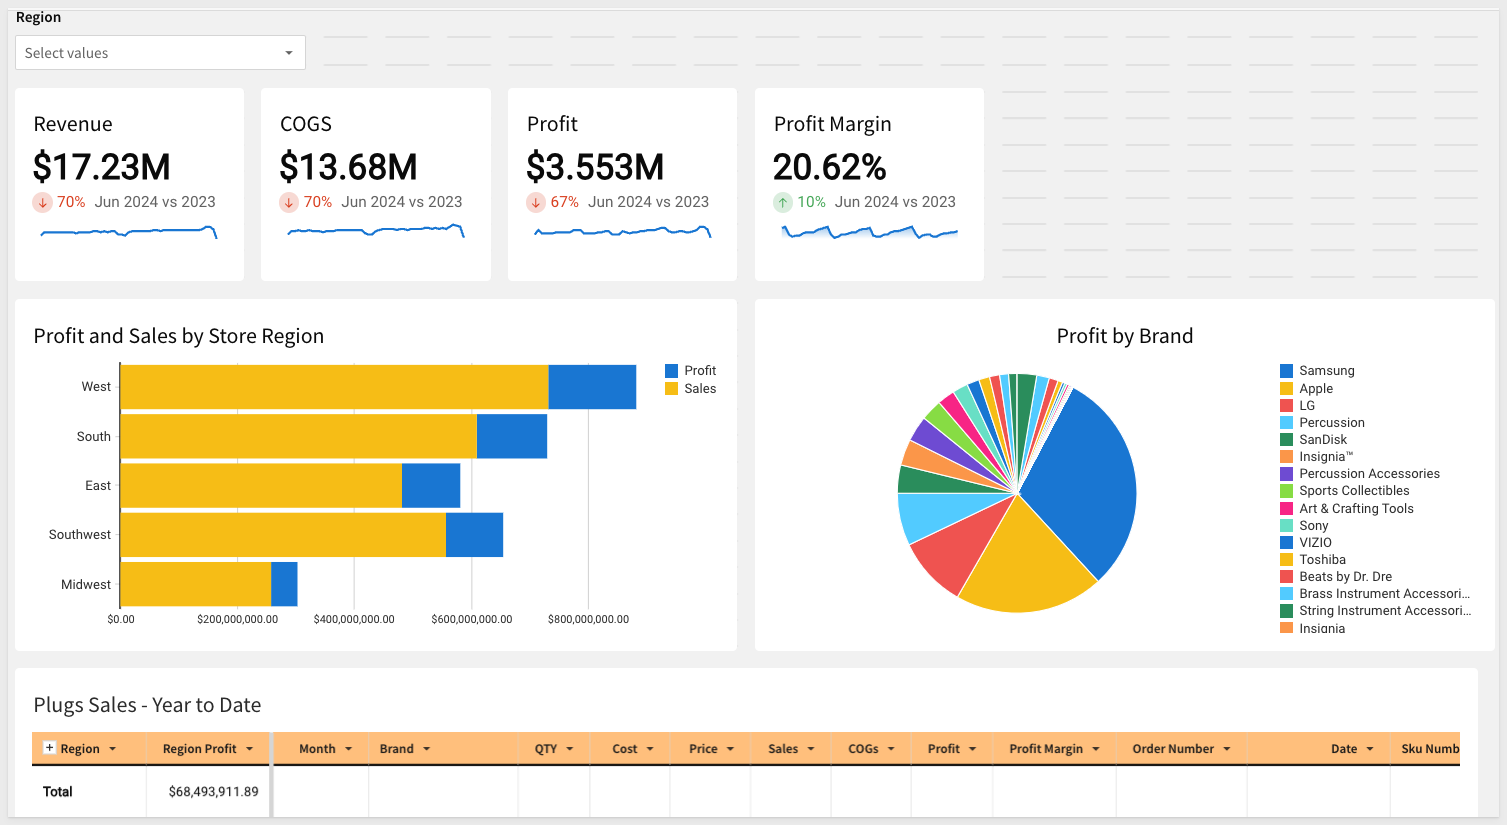 Region
Select values
Revenue
$17.23M
70% Jun 2024 vs 2023
COGS
$13.68M
70% Jun 2024 vs 2023
Profit
$3.553M
67% Jun 2024 vs 2023
Profit Margin
20.62%
10% Jun 2024 vs 2023
Profit and Sales by Store Region
Profit
Sales
West
South
East
Southwest
Midwest
$0.00 $200,000,000.00 $400,000,000.00 $600,000,000.00 $800,000,000.00
Profit by Brand
Samsung
Apple
LG
Percussion
SanDisk
Insignia™
Percussion Accessories
Sports Collectibles
Art & Crafting Tools
Sony
VIZIO
Toshiba
Beats by Dr. Dre
Brass Instrument Accessori...
String Instrument Accessori...
Insignia
Plugs Sales - Year to Date
Region Region Profit Month Brand QTY Cost Price Sales COGs Profit Profit Margin Order Number Date Sku Numb
Total $68,493,911.89